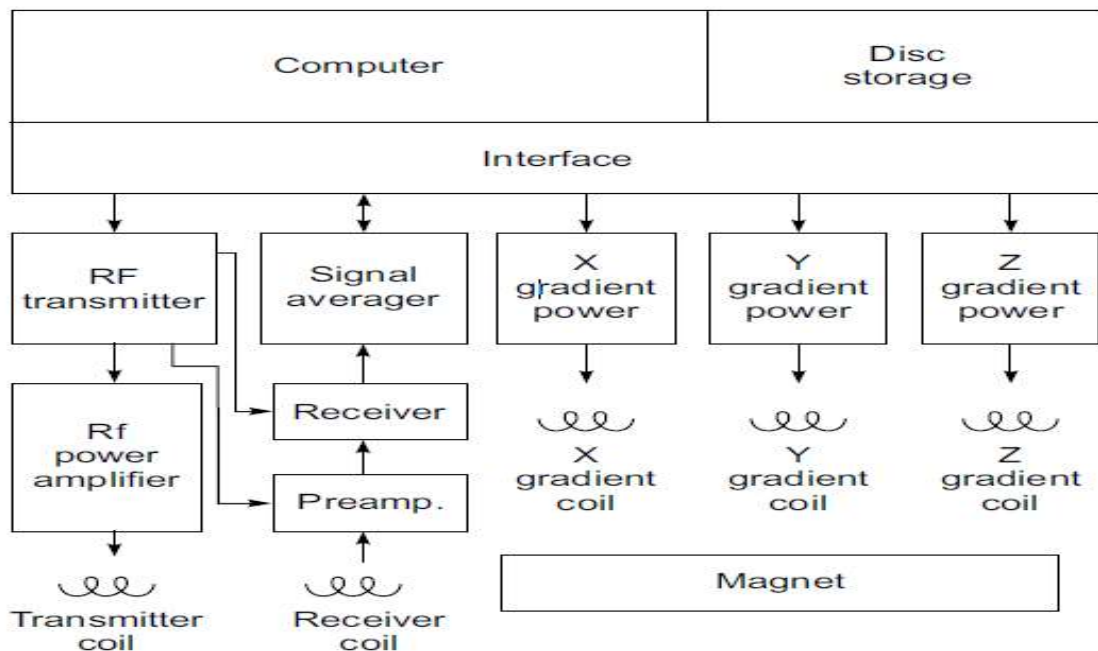 Computer
Disc
storage
Interface
RF
transmitter
Signal
averager
X
gradient
power
Y
gradient
power
Z
gradient
power
Rf
power
amplifier
Receiver
Preamp.
X
gradient
coil
Y
gradient
coil
Z
gradient
coil
Magnet
Transmitter
coil
Receiver
coil